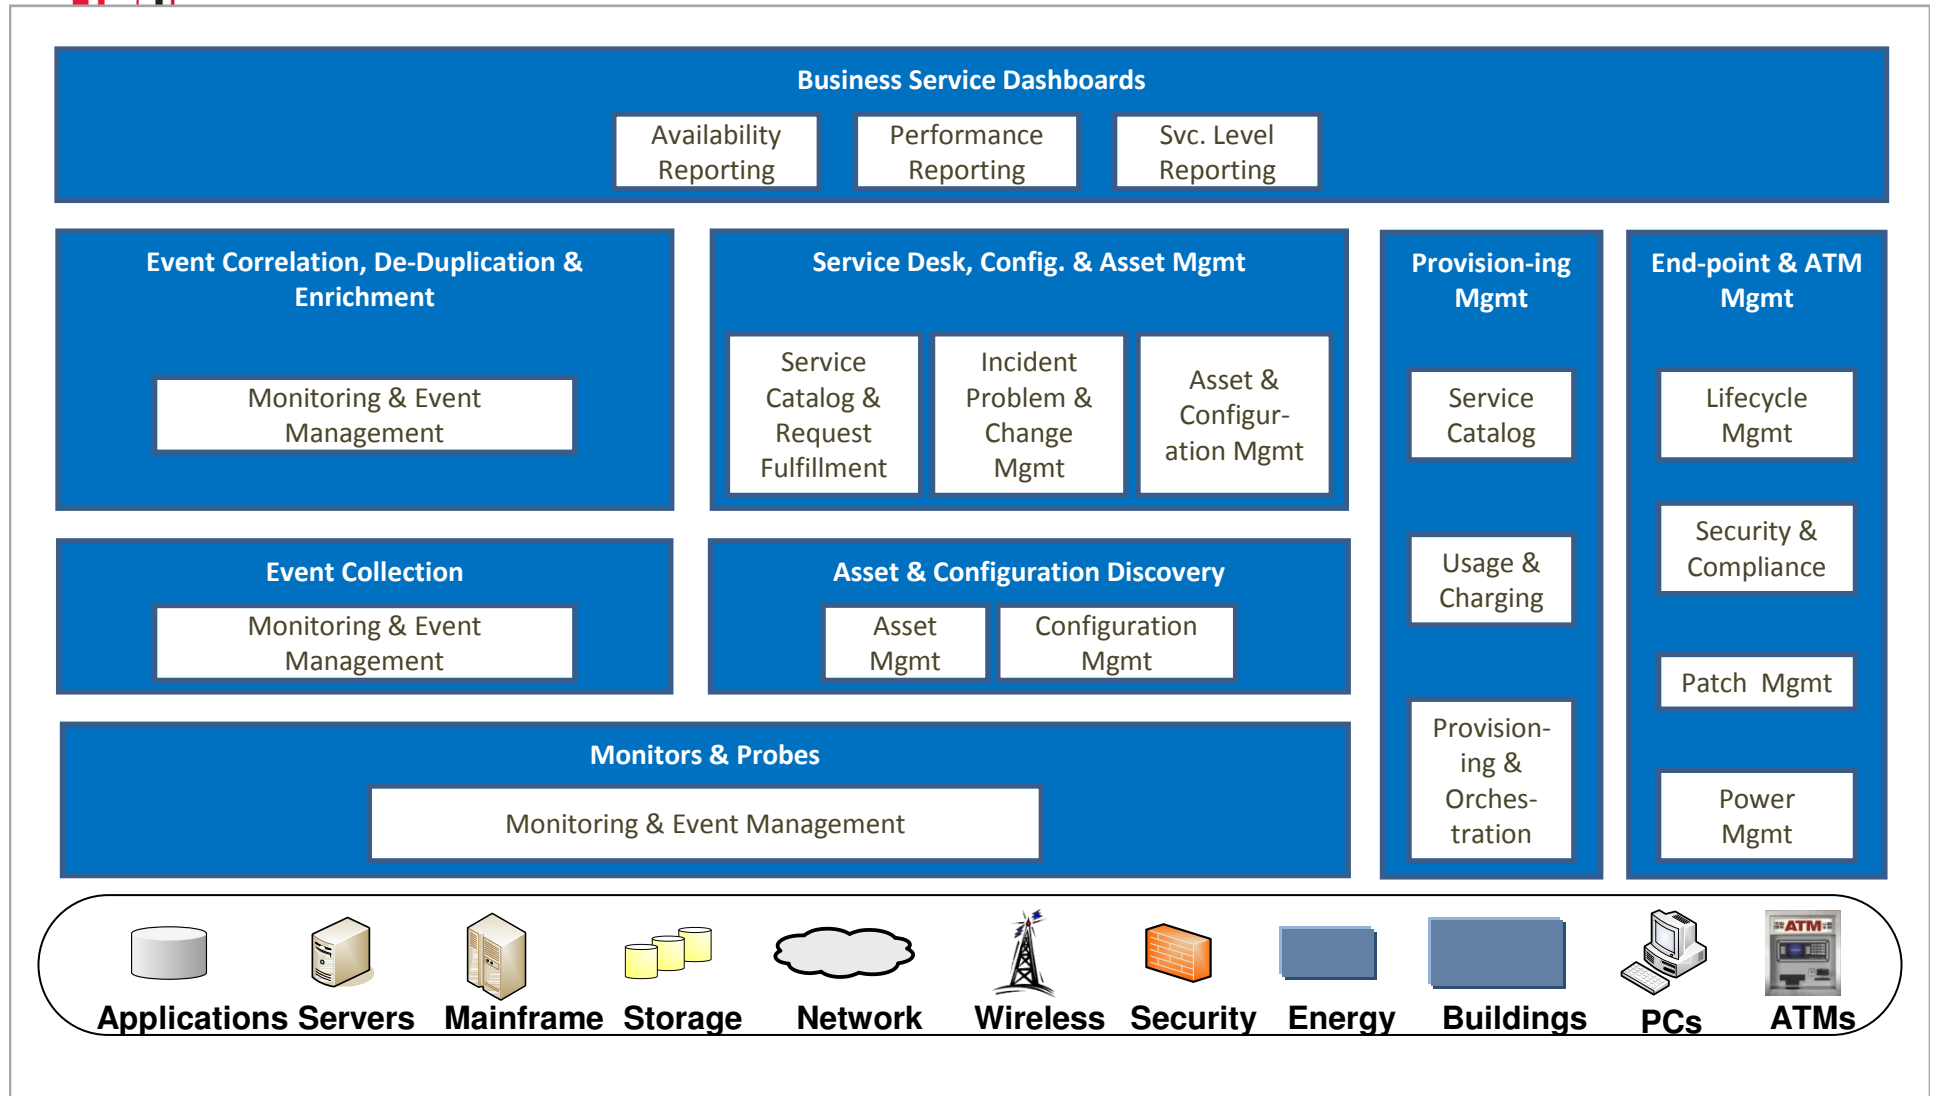 Business Service Dashboards
Availability
Reporting
Performance
Reporting
Svc. Level
Reporting
Event Correlation, De-Duplication &
Enrichment
Monitoring & Event
Management
Service Desk, Config. & Asset Mgmt
Service
Catalog &
Request
Fulfillment
Incident
Problem &
Change
Mgmt
Asset &
Configur-
ation Mgmt
Provision-ing
Mgmt
Service
Catalog
Usage &
Charging
Provision-
ing &
Orches-
tration
End-point & ATM
Mgmt
Lifecycle
Mgmt
Security &
Compliance
Patch  Mgmt
Power
Mgmt
Event Collection
Monitoring & Event
Management
Asset & Configuration Discovery
Asset
Mgmt
Configuration
Mgmt
Monitors & Probes
Monitoring & Event Management
ATM
Applications
Servers
Mainframe
Storage
Network
Wireless
Security
Energy
Buildings
PCs
ATMs